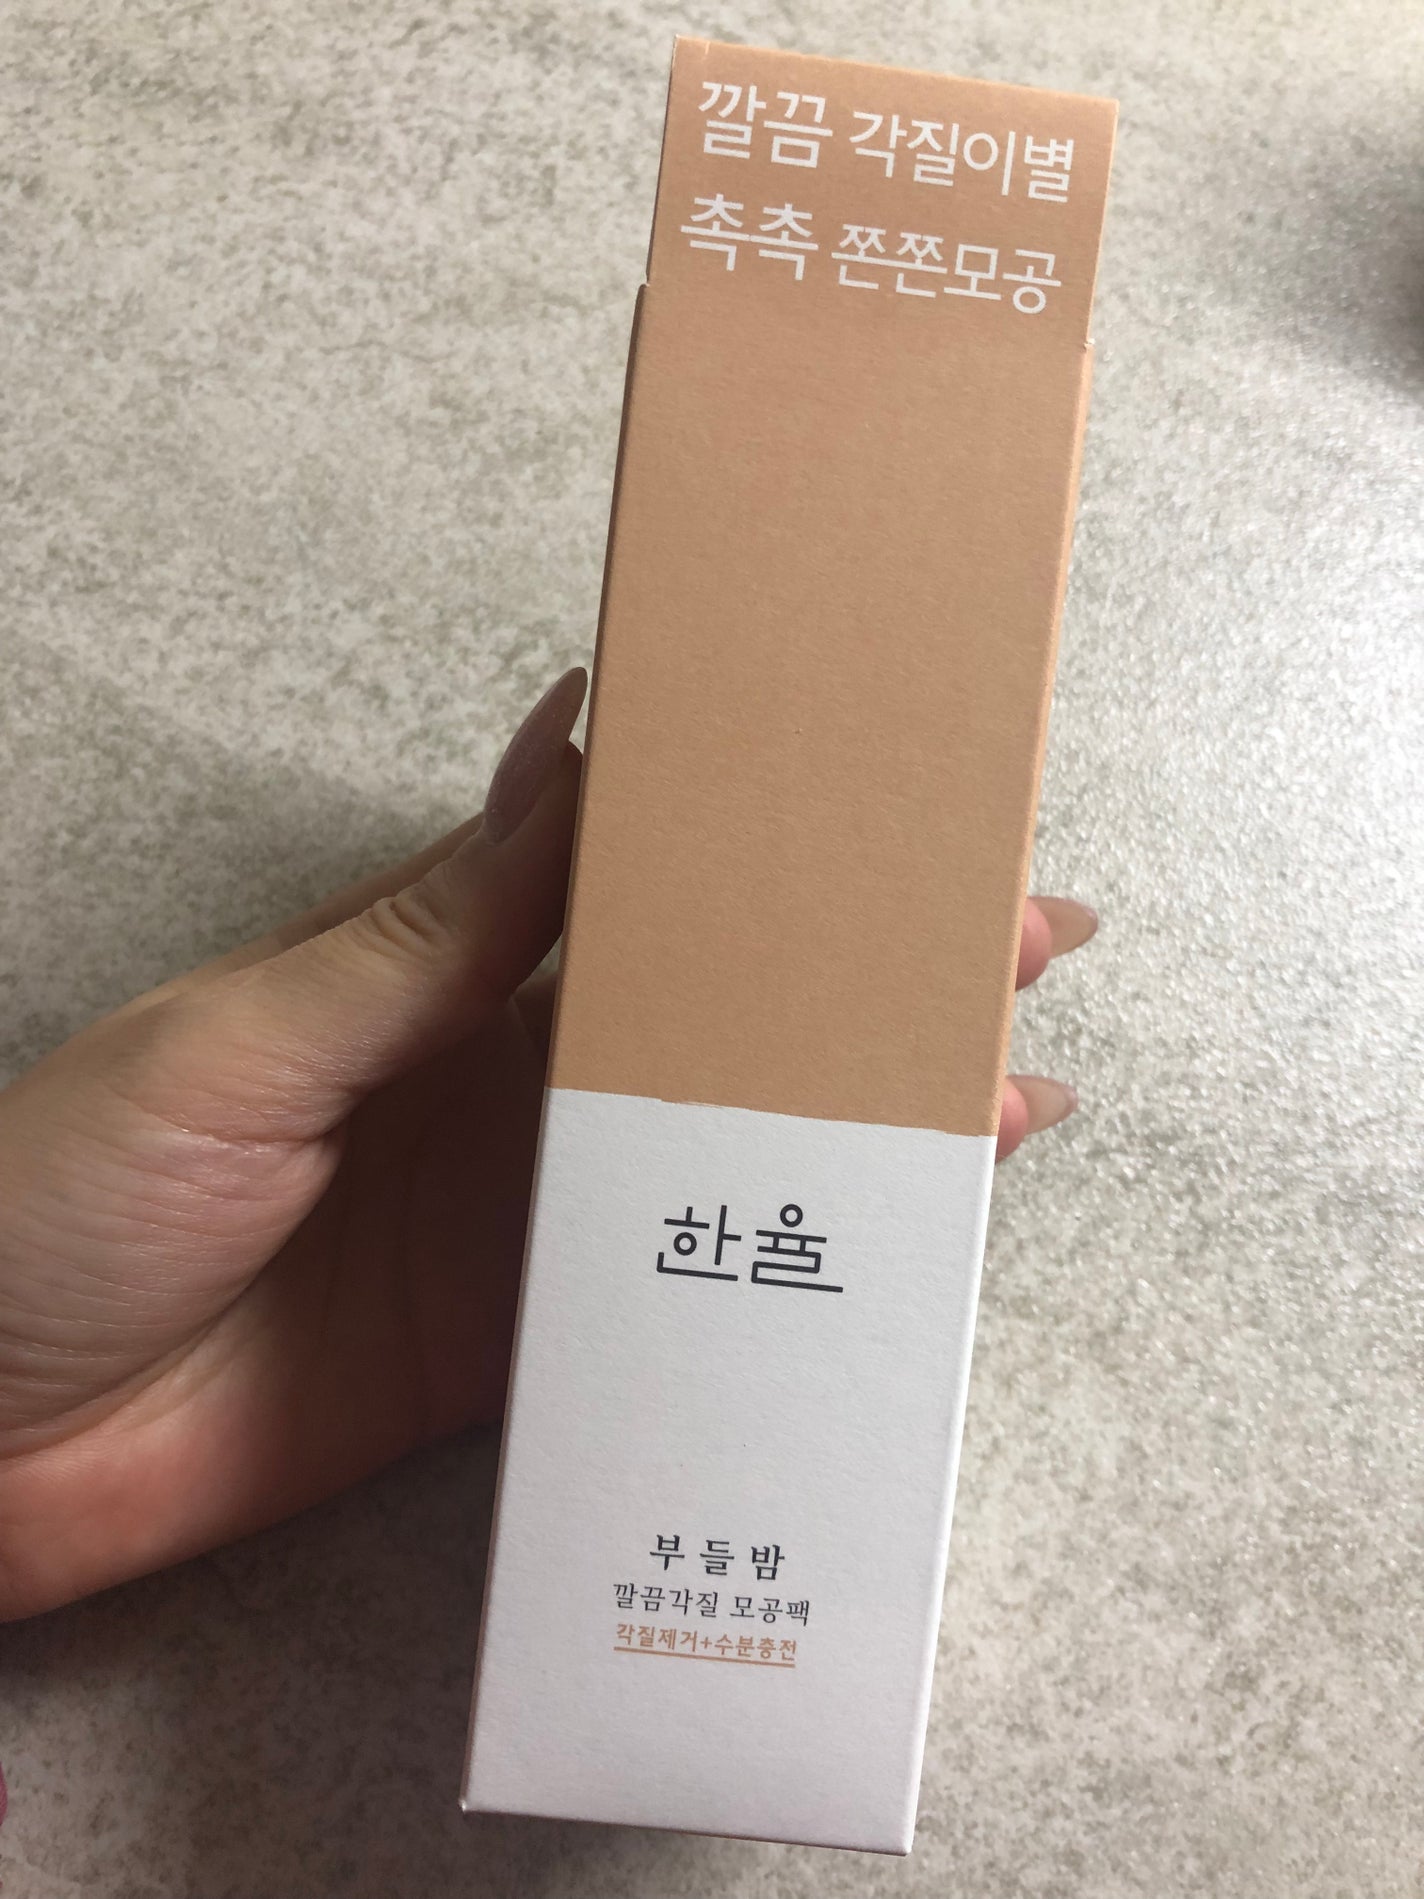 깔끔 각질이별
촉촉 쫀쫀모공
한율
부들밤
깔끔각질 모공팩
각질제거+수분충전